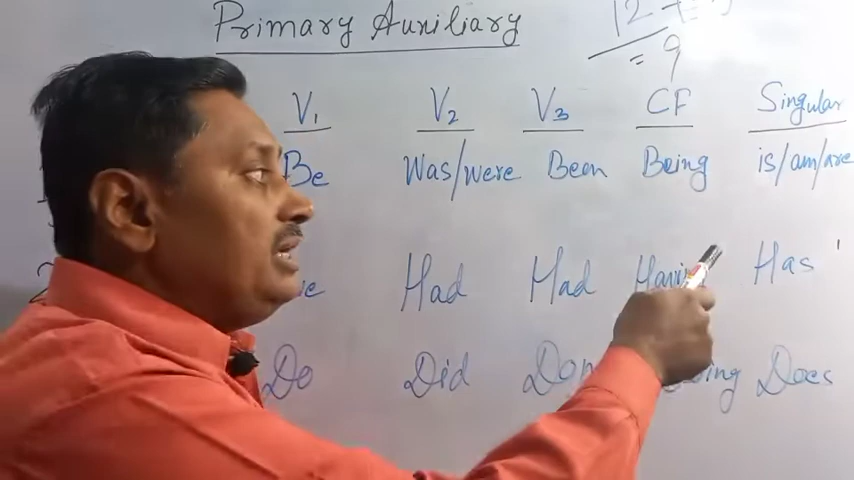 Primary Auxiliary
= 9
V1 V2 V3 CF Singular
Be Was/were Been Being is/am/are
Had Had Having Has
Do Did Does